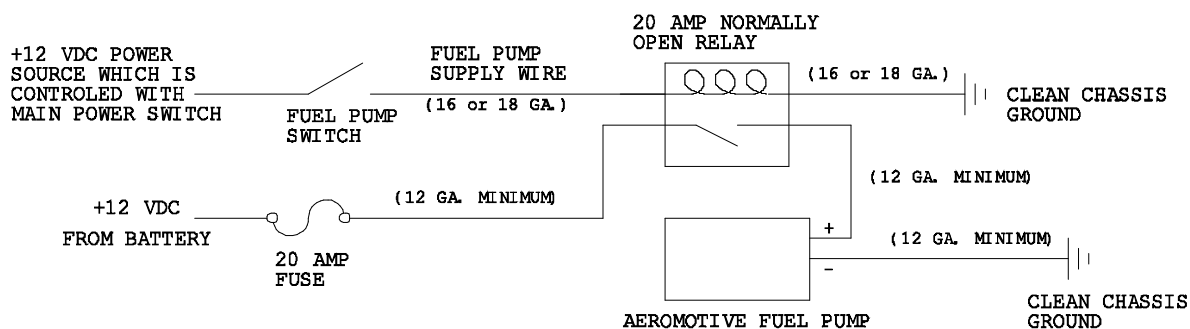 20 AMP NORMALLY
OPEN RELAY
+12 VDC POWER
SOURCE WHICH IS
CONTROLED WITH
MAIN POWER SWITCH
FUEL PUMP
SWITCH
FUEL PUMP
SUPPLY WIRE
(16 or 18 GA.)
(16 or 18 GA.)
CLEAN CHASSIS
GROUND
+12 VDC
FROM BATTERY
20 AMP
FUSE
(12 GA. MINIMUM)
(12 GA. MINIMUM)
+
-
(12 GA. MINIMUM)
CLEAN CHASSIS
GROUND
AEROMOTIVE FUEL PUMP